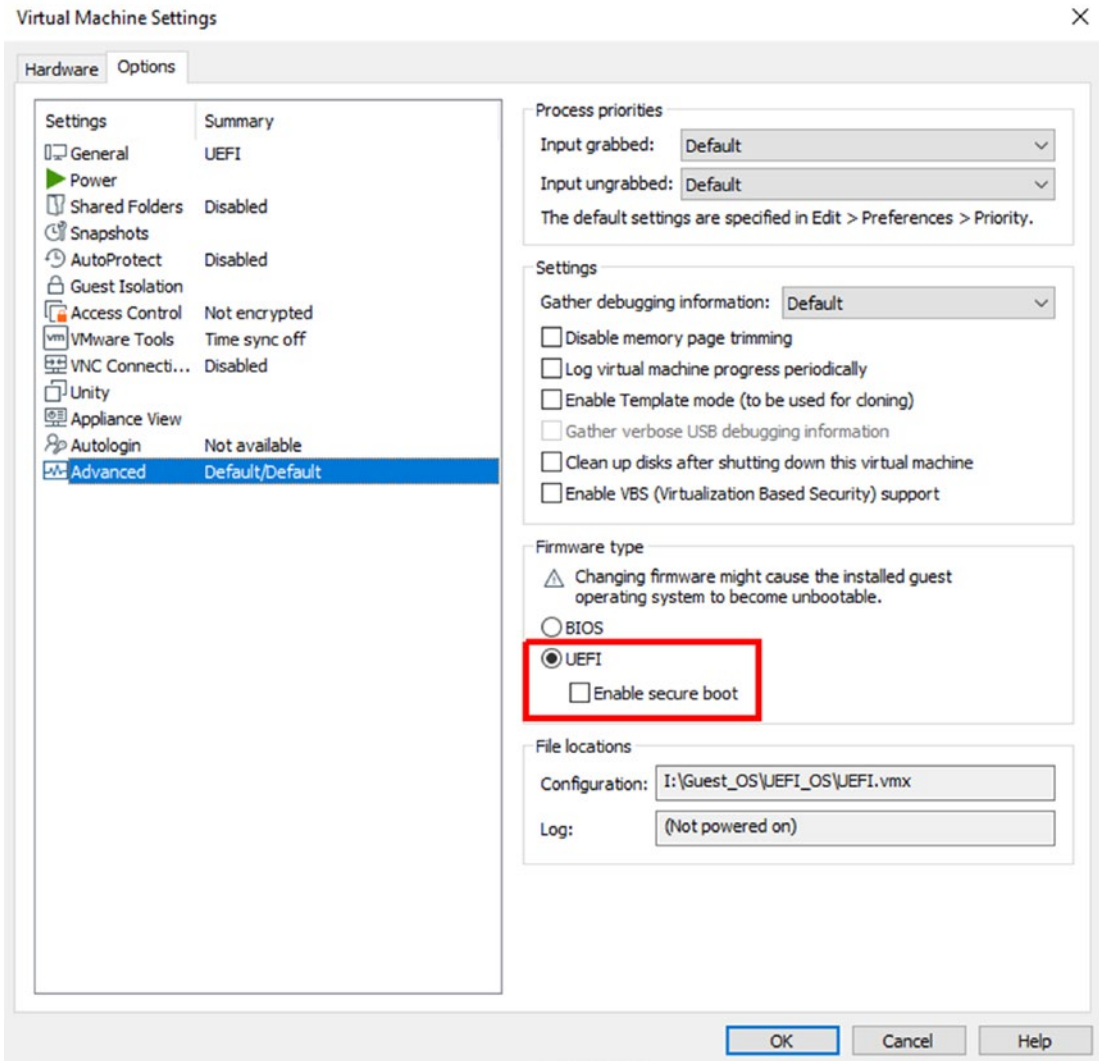 Virtual Machine Settings
Hardware
Options
Settings Summary
General UEFI
Power
Shared Folders Disabled
Snapshots
AutoProtect Disabled
Guest Isolation
Access Control Not encrypted
vm VMware Tools Time sync off
VNC Connecti... Disabled
Unity
Appliance View
Autologin Not available
Advanced Default/Default
Process priorities
Input grabbed: Default
Input ungrabbed: Default
The default settings are specified in Edit > Preferences > Priority.
Settings
Gather debugging information: Default
Disable memory page trimming
Log virtual machine progress periodically
Enable Template mode (to be used for cloning)
Gather verbose USB debugging information
Clean up disks after shutting down this virtual machine
Enable VBS (Virtualization Based Security) support
Firmware type
Changing firmware might cause the installed guest
operating system to become unbootable.
BIOS
UEFI
Enable secure boot
File locations
Configuration: I:\Guest_OS\UEFI_OS\UEFI.vmx
Log: (Not powered on)
OK Cancel Help